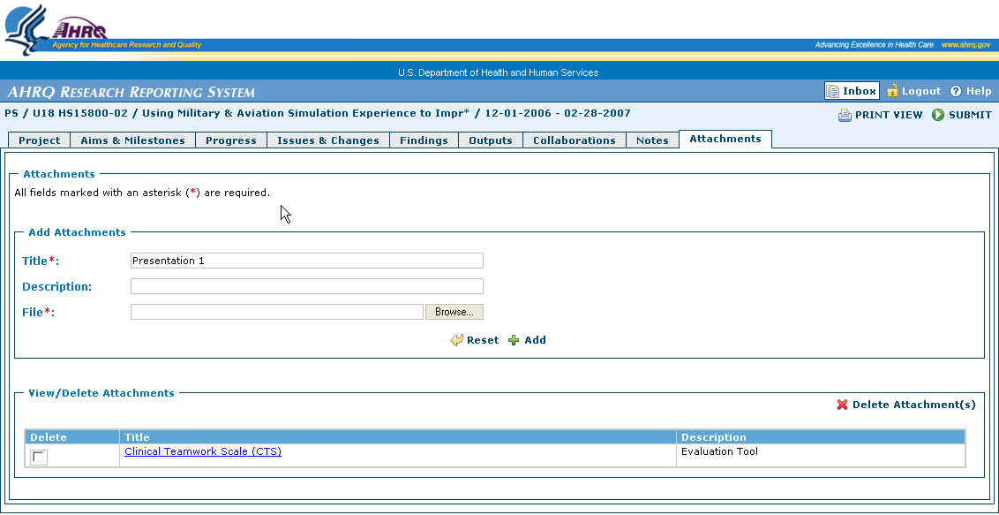 AHRQ
Agency for Healthcare Research and Quality
Advancing Excellence in Health Care www.ahrq.gov
U.S. Department of Health and Human Services
AHRQ RESEARCH REPORTING SYSTEM
Inbox Logout ? Help
PS / U18 HS15800-02 / Using Military & Aviation Simulation Experience to Impr* / 12-01-2006 - 02-28-2007
PRINT VIEW SUBMIT
Project Aims & Milestones Progress Issues & Changes Findings Outputs Collaborations Notes Attachments
Attachments
All fields marked with an asterisk (*) are required.
Add Attachments
Title*: Presentation 1
Description:
File*: Browse...
Reset Add
View/Delete Attachments
Delete Attachment(s)
Delete Title Description
Clinical Teamwork Scale (CTS) Evaluation Tool